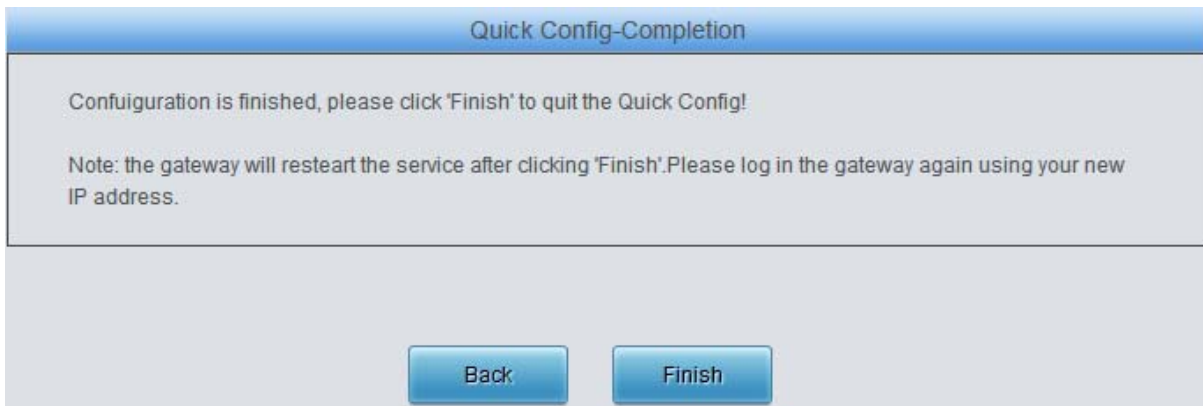 Quick Config-Completion
Confuiguration is finished, please click 'Finish' to quit the Quick Config!
Note: the gateway will resteart the service after clicking 'Finish'.Please log in the gateway again using your new
IP address.
Back
Finish